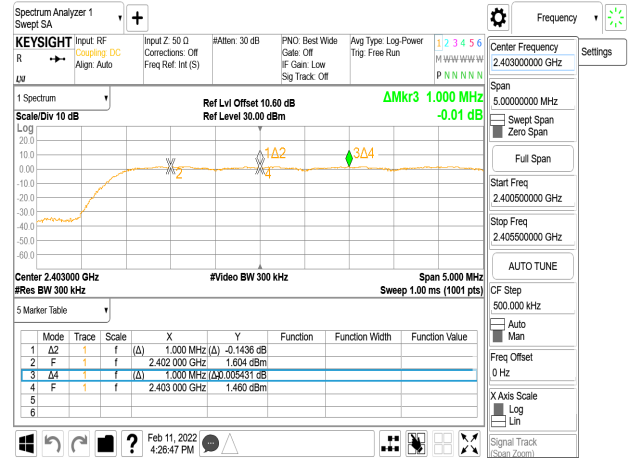 Spectrum Analyzer 1
Swept SA
Frequency
KEYSIGHT
Input: RF
Input Z: 50 Ω
#Atten: 30 dB
PNO: Best Wide
Avg Type: Log-Power
1 2 3 4 5 6
R
Coupling: DC
Corrections: Off
Gate: Off
Trig: Free Run
M W W W W W
Align: Auto
Freq Ref: Int (S)
IF Gain: Low
Sig Track: Off
P N N N N N
LXI
1 Spectrum
Ref Lvl Offset 10.60 dB
ΔMkr3 1.000 MHz
Scale/Div 10 dB
Ref Level 30.00 dBm
-0.01 dB
Log
20.0
10.0
0.00
-10.0
-20.0
-30.0
-40.0
-50.0
-60.0
2
1Δ2
4
3Δ4
Center 2.403000 GHz
#Video BW 300 kHz
Span 5.000 MHz
#Res BW 300 kHz
Sweep 1.00 ms (1001 pts)
5 Marker Table
Mode Trace Scale X Y Function Function Width Function Value
1 Δ2 1 f (Δ) 1.000 MHz (Δ) -0.1436 dB
2 F 1 f 2.402 000 GHz 1.604 dBm
3 Δ4 1 f (Δ) 1.000 MHz (Δ) -0.005431 dB
4 F 1 f 2.403 000 GHz 1.460 dBm
5
6
Feb 11, 2022
4:26:47 PM
Center Frequency
2.403000000 GHz
Settings
Span
5.00000000 MHz
Swept Span
Zero Span
Full Span
Start Freq
2.400500000 GHz
Stop Freq
2.405500000 GHz
AUTO TUNE
CF Step
500.000 kHz
Auto
Man
Freq Offset
0 Hz
X Axis Scale
Log
Lin
Signal Track
(Span Zoom)